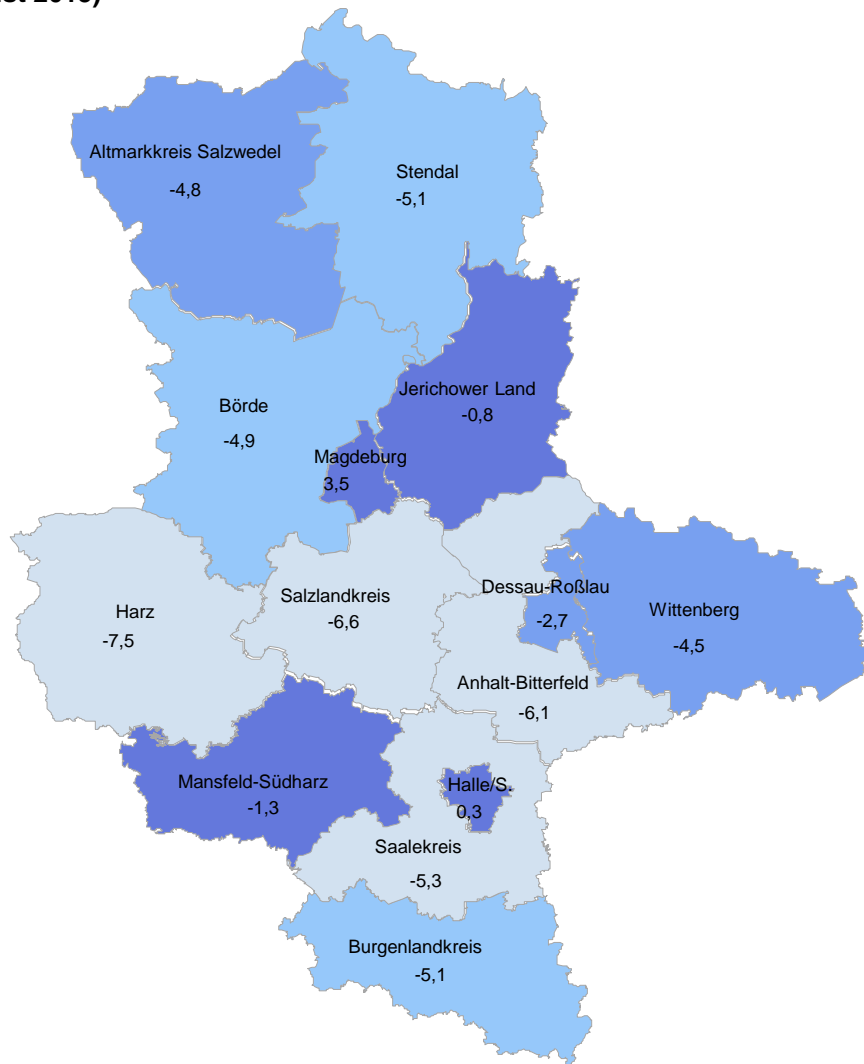 Altmarkkreis Salzwedel
-4,8
Stendal
-5,1
Jerichower Land
-0,8
Börde
-4,9
Magdeburg
3,5
Dessau-Roßlau
-2,7
Salzlandkreis
-6,6
Wittenberg
-4,5
Harz
-7,5
Anhalt-Bitterfeld
-6,1
Mansfeld-Südharz
-1,3
Halle/S.
0,3
Saalekreis
-5,3
Burgenlandkreis
-5,1